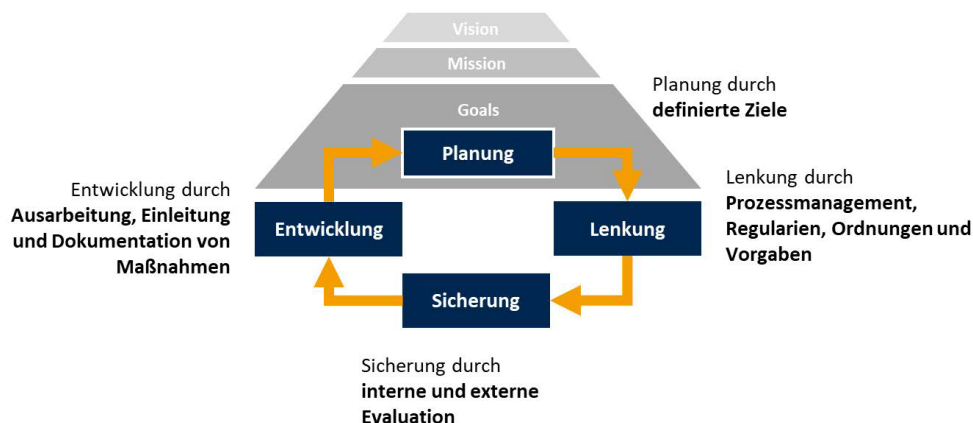 Vision
Mission
Goals
Planung
Planung durch
definierte Ziele
Lenkung
Lenkung durch
Prozessmanagement,
Regularien, Ordnungen und
Vorgaben
Sicherung
Sicherung durch
interne und externe
Evaluation
Entwicklung
Entwicklung durch
Ausarbeitung, Einleitung
und Dokumentation von
Maßnahmen